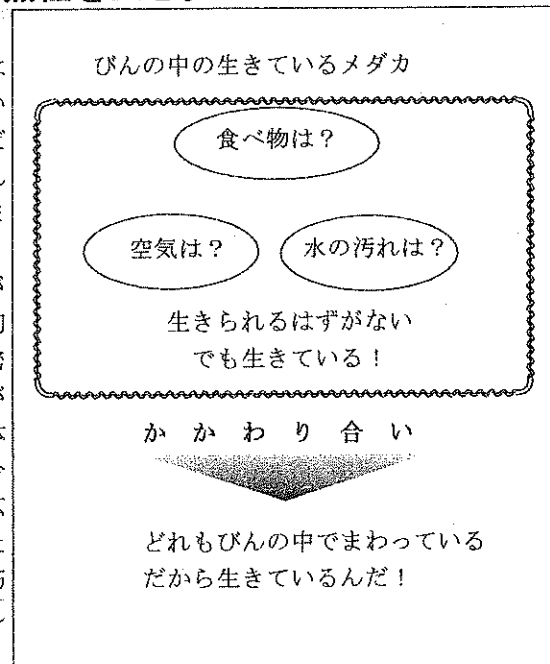 びんの中の生きているメダカ
食べ物は？
空気は？
水の汚れは？
生きられるはずがない
でも生きている！
かかわり合い
どれもびんの中でまわっている
だから生きているんだ！